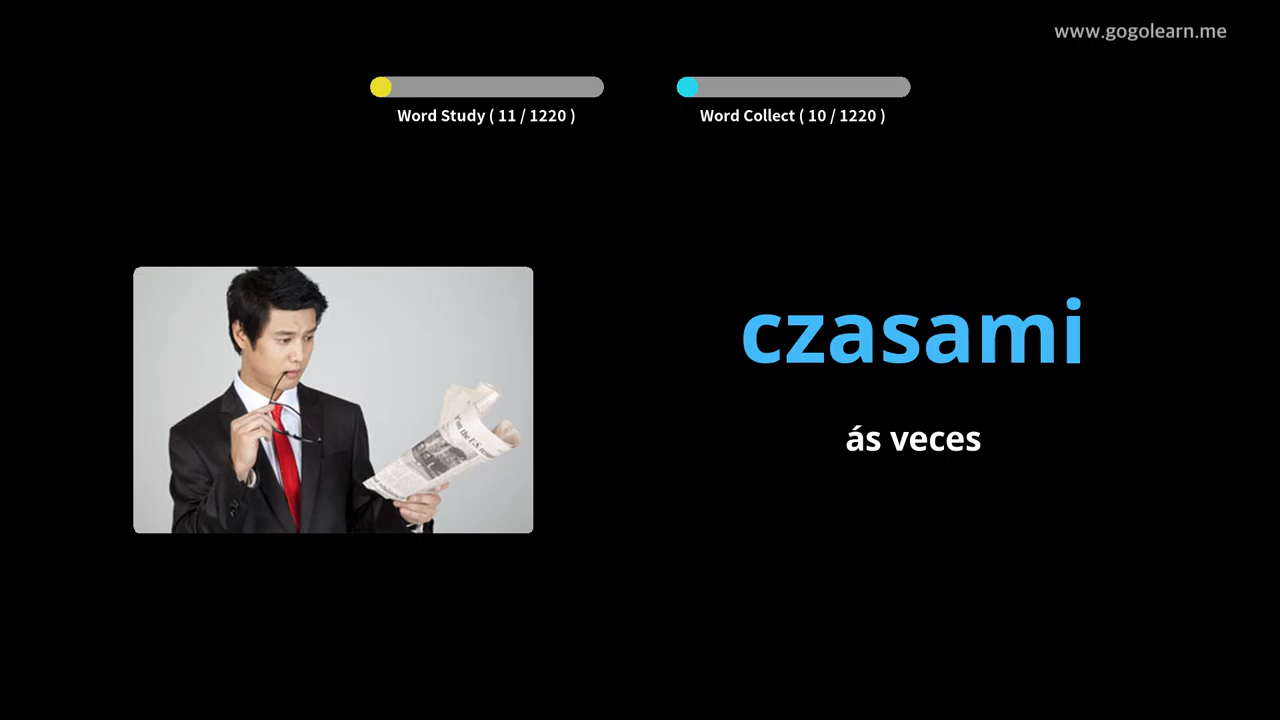 www.gogolearn.me
Word Study ( 11 / 1220 )
Word Collect ( 10 / 1220 )
czasami
ás veces